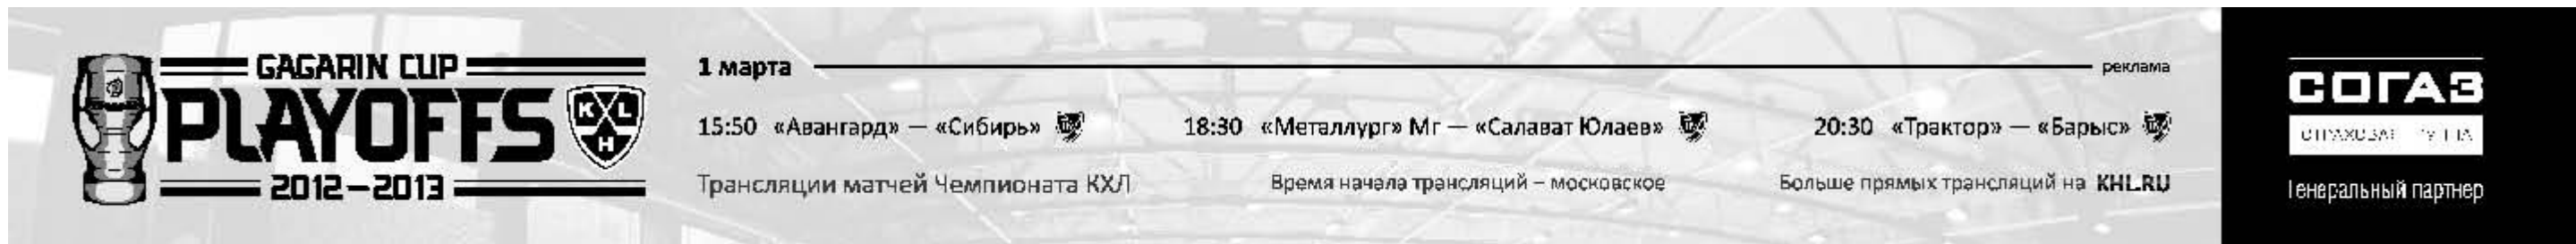 GAGARIN CUP
PLAYOFFS
2012—2013
KHL
1 марта
реклама
15:50 «Авангард» — «Сибирь»
18:30 «Металлург» Мг — «Салават Юлаев»
20:30 «Трактор» — «Барыс»
Трансляции матчей Чемпионата КХЛ
Время начала трансляций – московское
Больше прямых трансляций на KHL.RU
СОГАЗ
Генеральный партнер